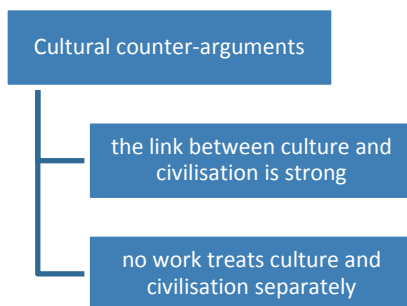 Cultural counter-arguments
the link between culture and
civilisation is strong
no work treats culture and
civilisation separately